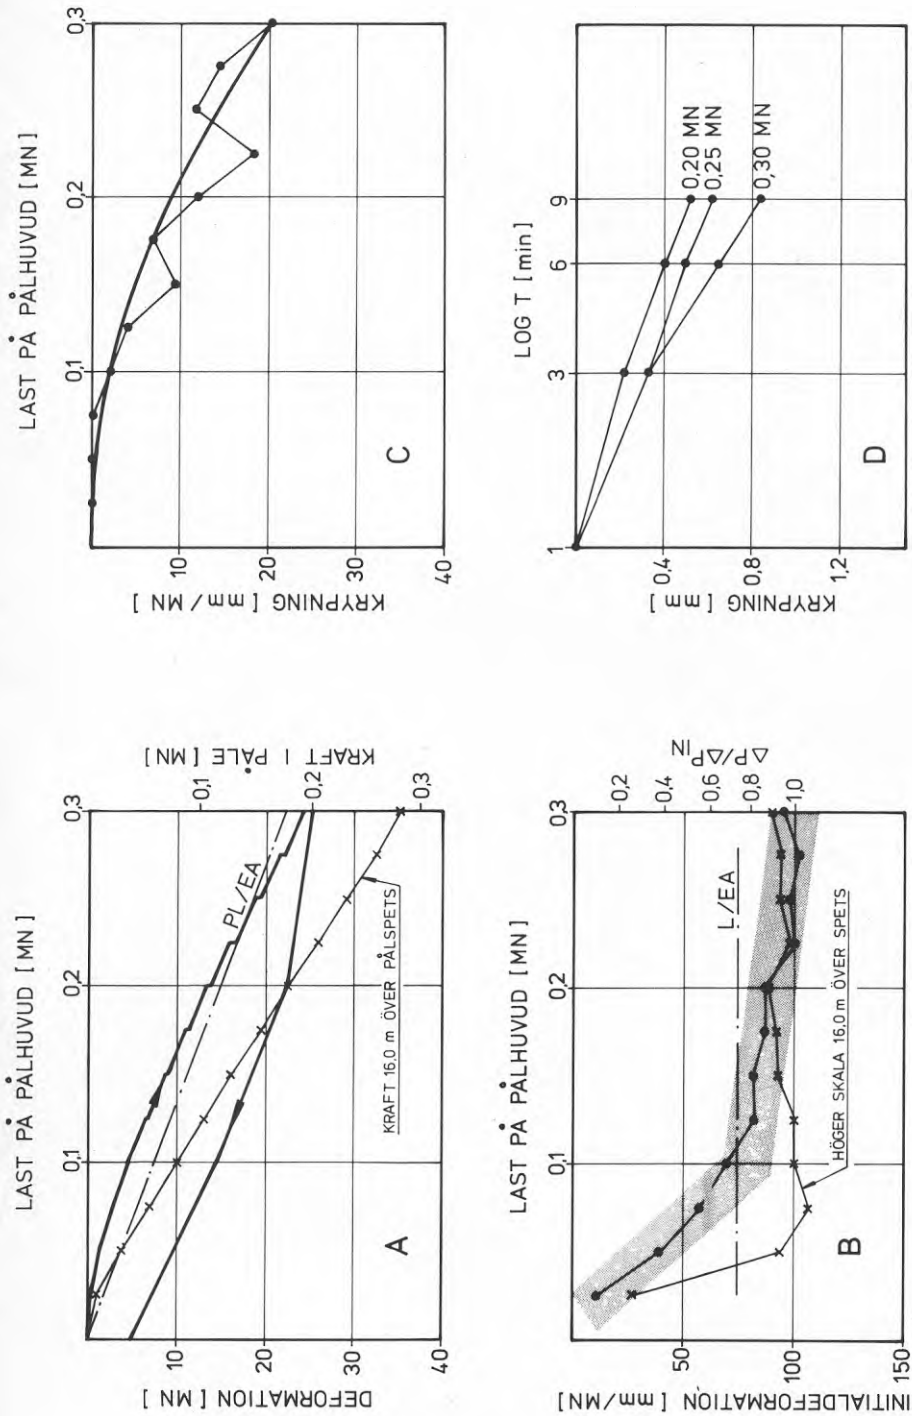 LAST PÅ PÅLHUVUD [MN]
0,1
0,2
0,3
DEFORMATION [MN]
10
20
30
40
KRAFT I PÅLE [MN]
0,1
0,2
0,3
PL/EA
KRAFT 16,0 m ÖVER PÅLSPETS
A
LAST PÅ PÅLHUVUD [MN]
0,1
0,2
0,3
KRYPNING [mm/MN]
10
20
30
40
C
LAST PÅ PÅLHUVUD [MN]
0,1
0,2
0,3
INITIALDEFORMATION [mm/MN]
50
100
150
ΔP/ΔPIN
0,2
0,4
0,6
0,8
1,0
L/EA
HÖGER SKALA 16,0 m ÖVER SPETS
B
LOG T [min]
1
3
6
9
KRYPNING [mm]
0,4
0,8
1,2
0,20 MN
0,25 MN
0,30 MN
D